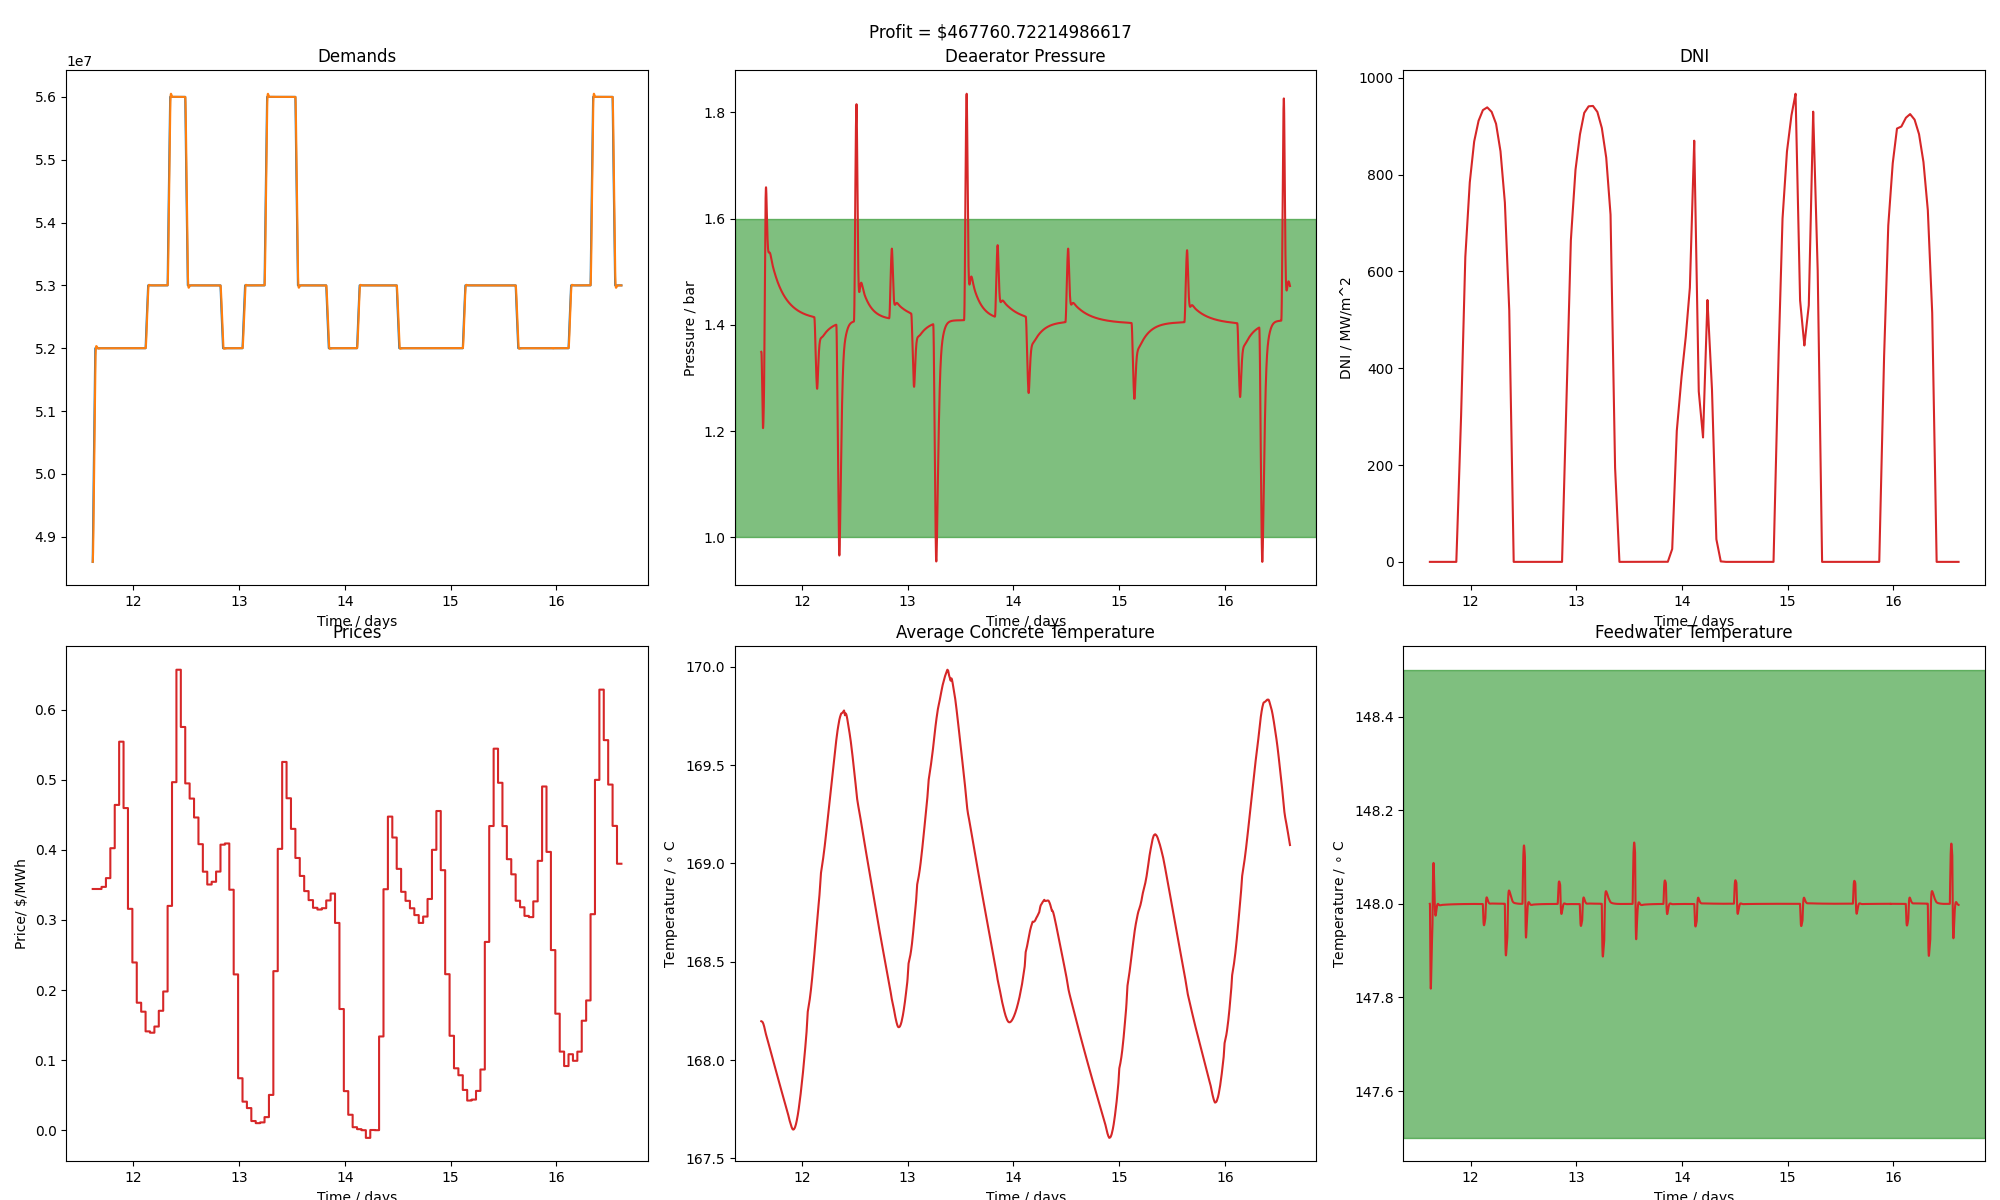 Profit = $467760.72214986617
Demands
1e7
5.6
5.5
5.4
5.3
5.2
5.1
5.0
4.9
12 13 14 15 16
Time / days
Deaerator Pressure
Pressure / bar
1.8
1.6
1.4
1.2
1.0
12 13 14 15 16
Time / days
DNI
DNI / MW/m^2
1000
800
600
400
200
0
12 13 14 15 16
Time / days
Prices
Price/ $/MWh
0.6
0.5
0.4
0.3
0.2
0.1
0.0
12 13 14 15 16
Time / days
Average Concrete Temperature
Temperature / ∘ C
170.0
169.5
169.0
168.5
168.0
167.5
12 13 14 15 16
Time / days
Feedwater Temperature
Temperature / ∘ C
148.4
148.2
148.0
147.8
147.6
12 13 14 15 16
Time / days